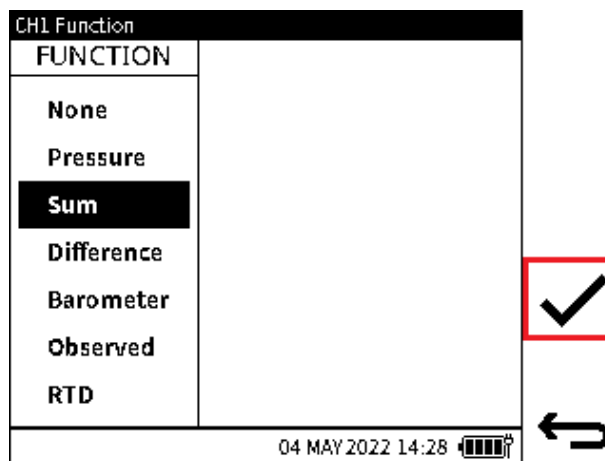 CH1 Function
FUNCTION
None
Pressure
Sum
Difference
Barometer
Observed
RTD
04 MAY 2022 14:28